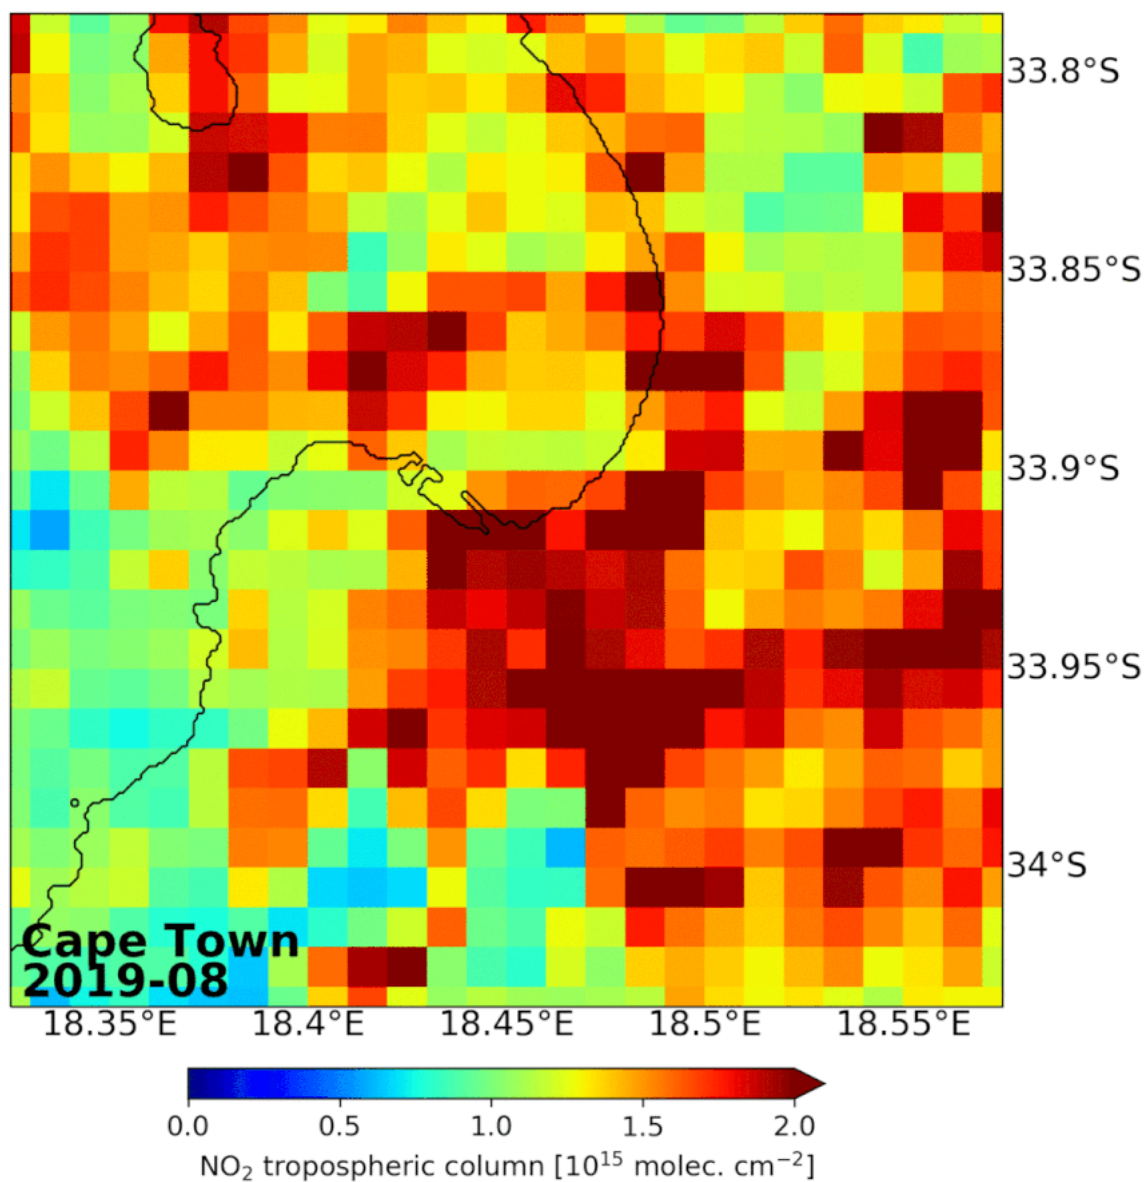 33.8°S
33.85°S
33.9°S
33.95°S
34°S
Cape Town
2019-08
18.35°E 18.4°E 18.45°E 18.5°E 18.55°E
0.0 0.5 1.0 1.5 2.0
NO₂ tropospheric column [10¹⁵ molec. cm⁻²]